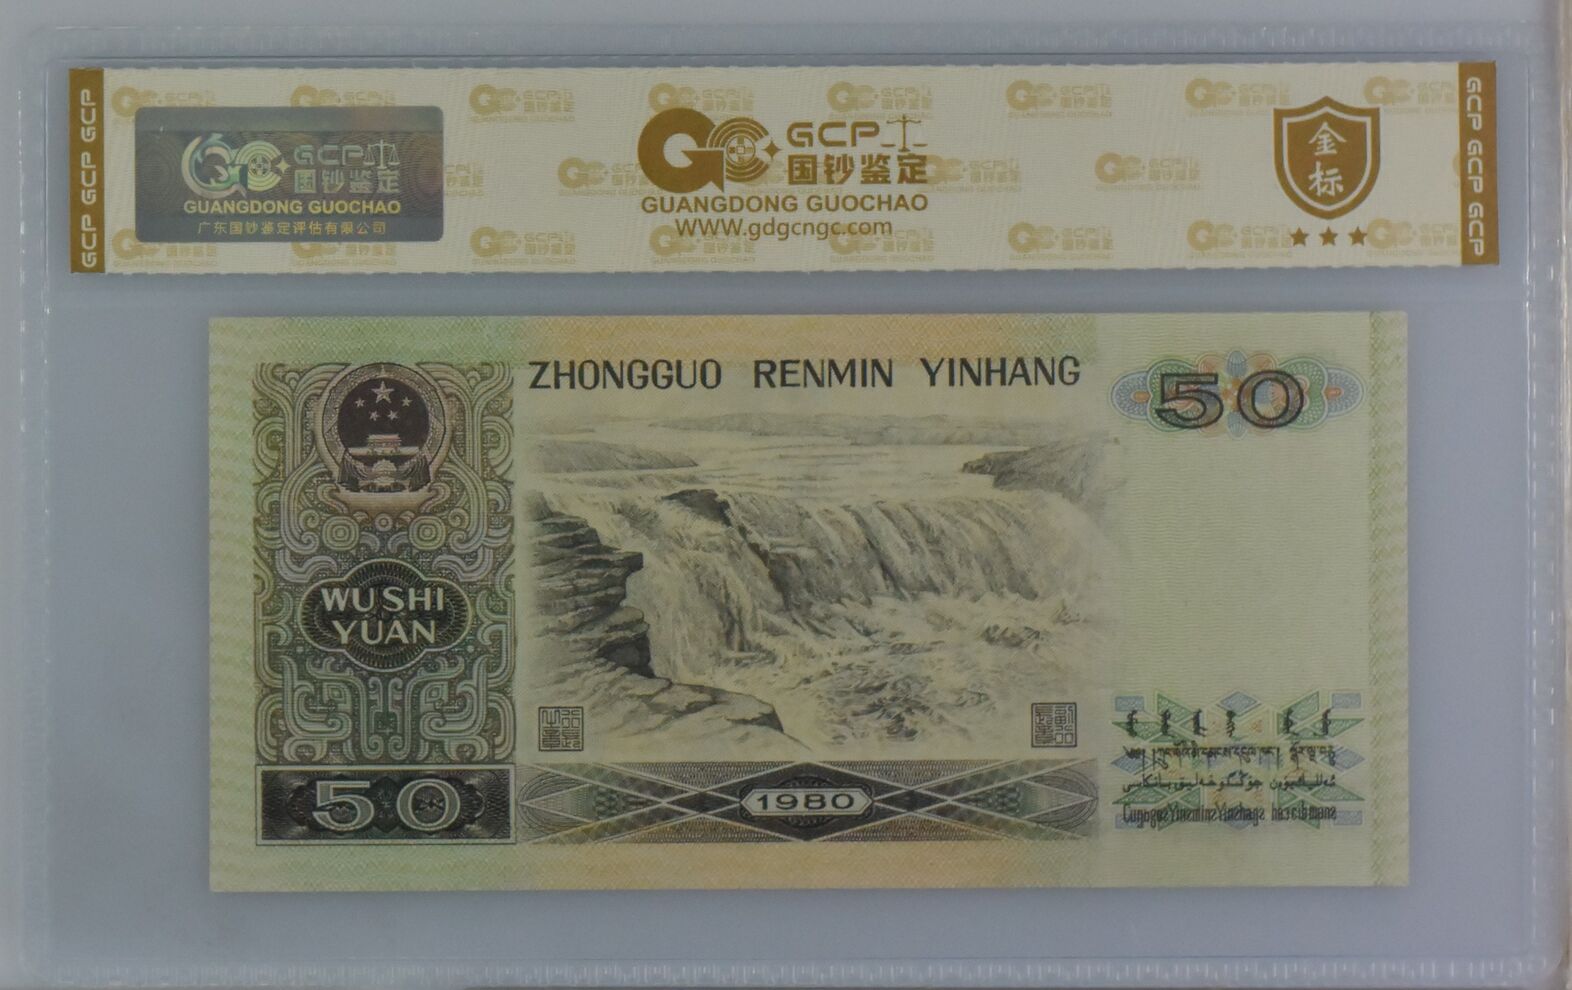 GCP GCP GCP
GCP
国钞鉴定
GUANGDONG GUOCHAO
广东国钞鉴定评估有限公司
GCP
国钞鉴定
GUANGDONG GUOCHAO
WWW.gdgcngc.com
金标
GCP GCP GCP
ZHONGGUO RENMIN YINHANG
50
WU SHI
YUAN
50
1980